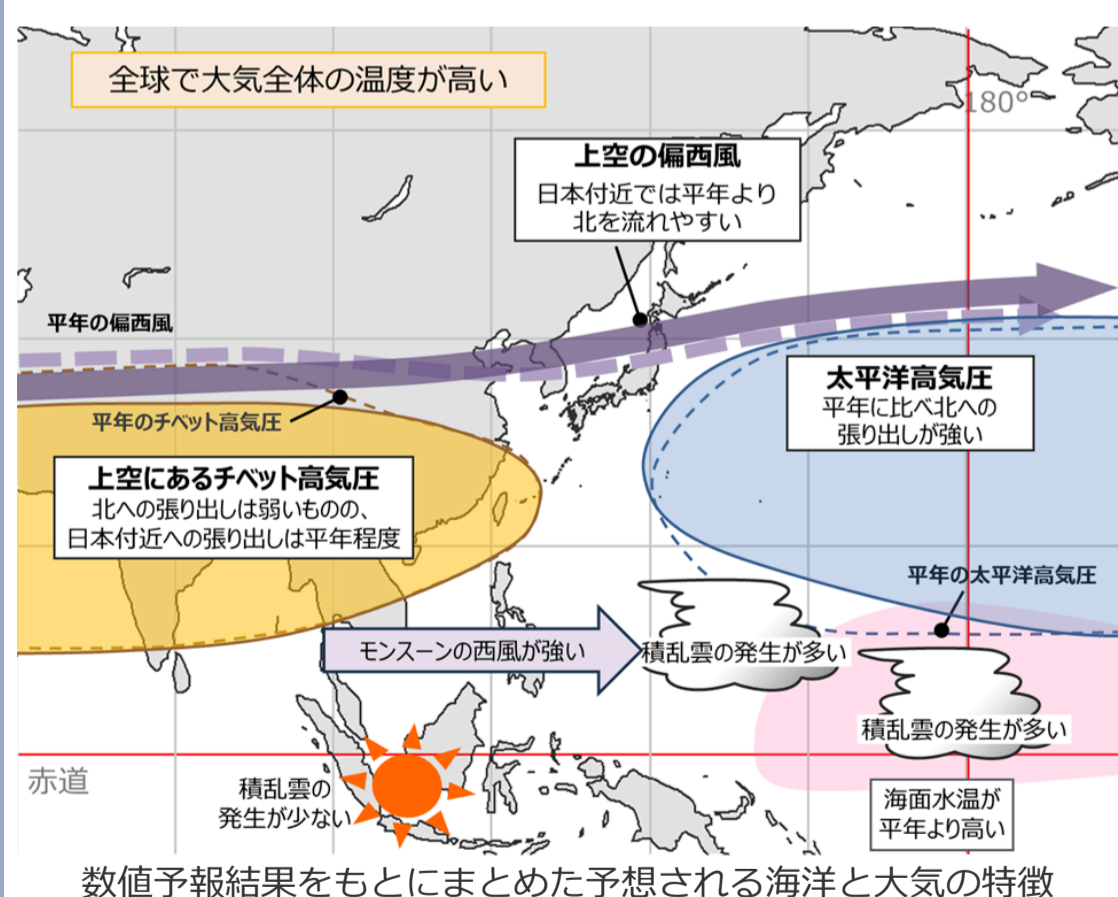 全球で大気全体の温度が高い
180°
上空の偏西風
日本付近では平年より
北を流れやすい
平年の偏西風
太平洋高気圧
平年に比べ北への
張り出しが強い
平年のチベット高気圧
上空にあるチベット高気圧
北への張り出しは弱いものの、
日本付近への張り出しは平年程度
平年の太平洋高気圧
モンスーンの西風が強い
積乱雲の発生が多い
積乱雲の発生が多い
赤道
積乱雲の
発生が少ない
海面水温が
平年より高い
数値予報結果をもとにまとめた予想される海洋と大気の特徴